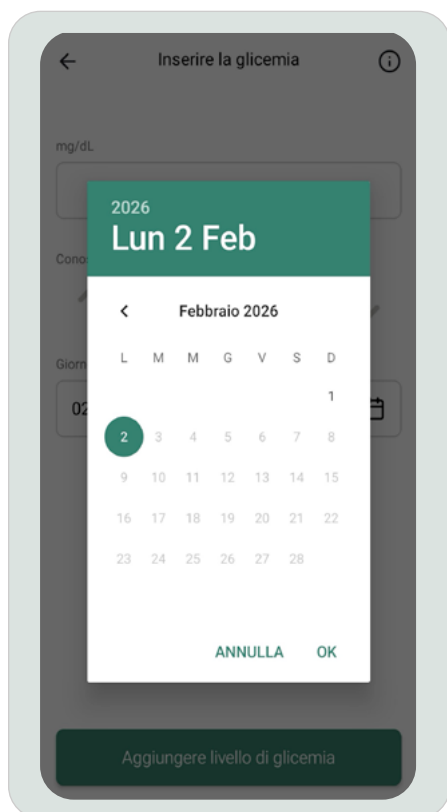 Inserire la glicemia
mg/dL
2026
Lun 2 Feb
Febbraio 2026
L M M G V S D
1
2 3 4 5 6 7 8
9 10 11 12 13 14 15
16 17 18 19 20 21 22
23 24 25 26 27 28
ANNULLA OK
Aggiungere livello di glicemia